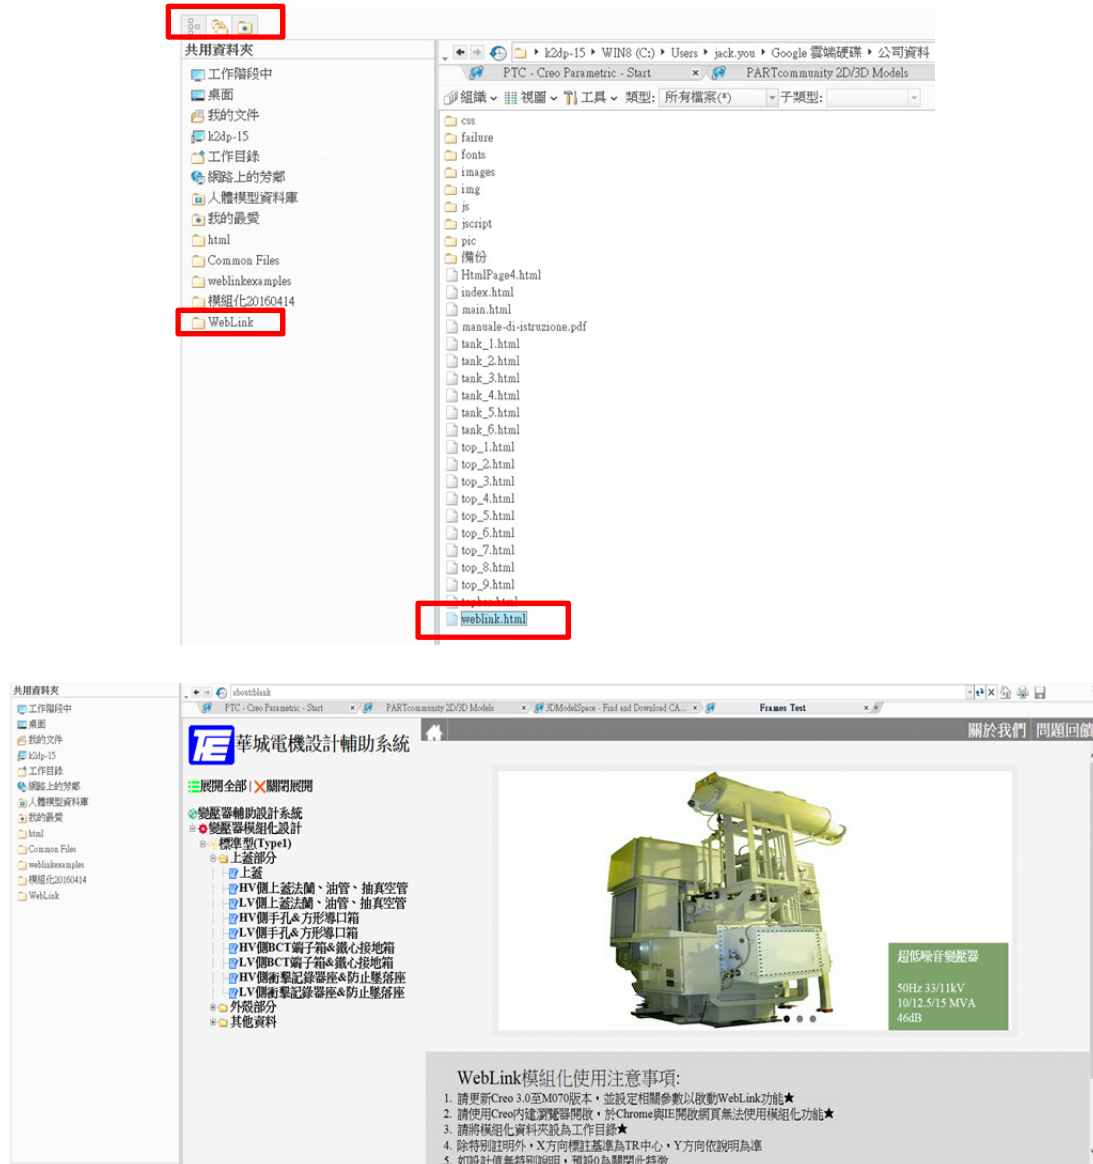 共用資料夾
工作階段中
桌面
我的文件
k2dp-15
工作目錄
網路上的芳鄰
人體模型資料庫
我的最愛
html
Common Files
weblinkexamples
模組化20160414
WebLink
k2dp-15 ▸ WIN8 (C:) ▸ Users ▸ jack.you ▸ Google 雲端硬碟 ▸ 公司資料
PTC - Creo Parametric - Start × PARTcommunity 2D/3D Models
組織 視圖 工具 類型: 所有檔案(*) 子類型:
css
failure
fonts
images
img
js
jscript
pic
備份
HtmlPage4.html
index.html
main.html
manuale-di-istruzione.pdf
tank_1.html
tank_2.html
tank_3.html
tank_4.html
tank_5.html
tank_6.html
top_1.html
top_2.html
top_3.html
top_4.html
top_5.html
top_6.html
top_7.html
top_8.html
top_9.html
weblink.html
共用資料夾
工作階段中
桌面
我的文件
k2dp-15
工作目錄
網路上的芳鄰
人體模型資料庫
我的最愛
html
Common Files
weblinkexamples
模組化20160414
WebLink
about:blank
PTC - Creo Parametric - Start × PARTcommunity 2D/3D Models × 3DModelSpace - Find and Download CA... × Frames Test ×
華城電機設計輔助系統
關於我們 | 問題回饋
展開全部 | 關閉展開
變壓器輔助設計系統
變壓器模組化設計
標準型(Type1)
上蓋部分
上蓋
HV側上蓋法蘭、油管、抽真空管
LV側上蓋法蘭、油管、抽真空管
HV側手孔&方形導口箱
LV側手孔&方形導口箱
HV側BCT端子箱&鐵心接地箱
LV側BCT端子箱&鐵心接地箱
HV側衝擊記錄器座&防止墜落座
LV側衝擊記錄器座&防止墜落座
外殼部分
其他資料
超低噪音變壓器
50Hz 33/11kV
10/12.5/15 MVA
46dB
WebLink模組化使用注意事項:
1. 請更新Creo 3.0至M070版本，並設定相關參數以啟動WebLink功能★
2. 請使用Creo內建瀏覽器開啟，於Chrome與IE開啟網頁無法使用模組化功能★
3. 請將模組化資料夾設為工作目錄★
4. 除特別註明外，X方向標註基準為TR中心，Y方向依說明為準
5. 如設計值無特別說明，預設0為關閉此特徵